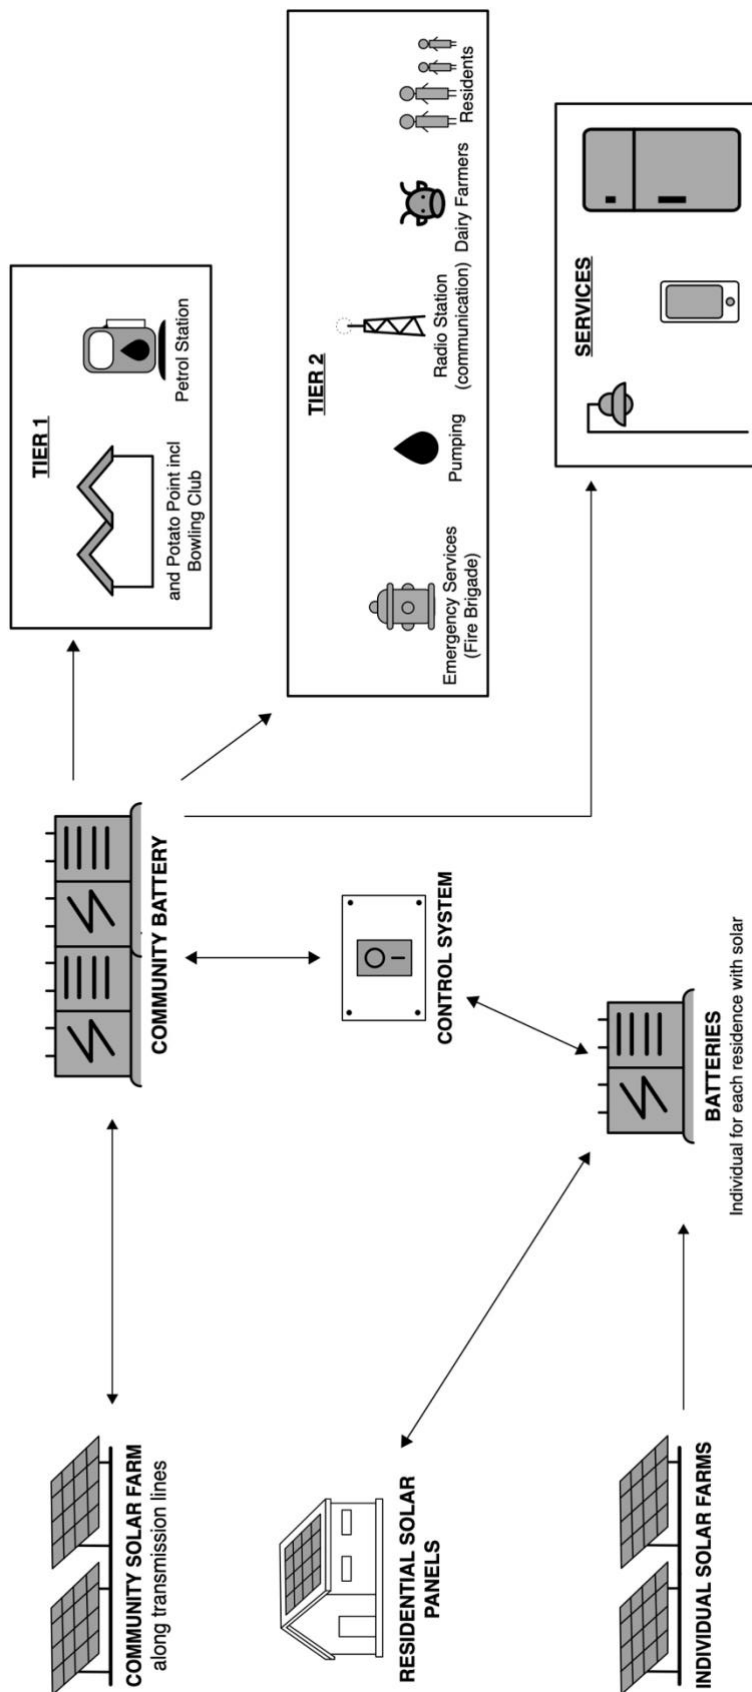 COMMUNITY SOLAR FARM
along transmission lines
RESIDENTIAL SOLAR
PANELS
INDIVIDUAL SOLAR FARMS
COMMUNITY BATTERY
CONTROL SYSTEM
BATTERIES
Individual for each residence with solar
TIER 1
and Potato Point incl
Bowling Club
Petrol Station
TIER 2
Emergency Services
(Fire Brigade)
Pumping
Radio Station
(communication)
Dairy Farmers
Residents
SERVICES